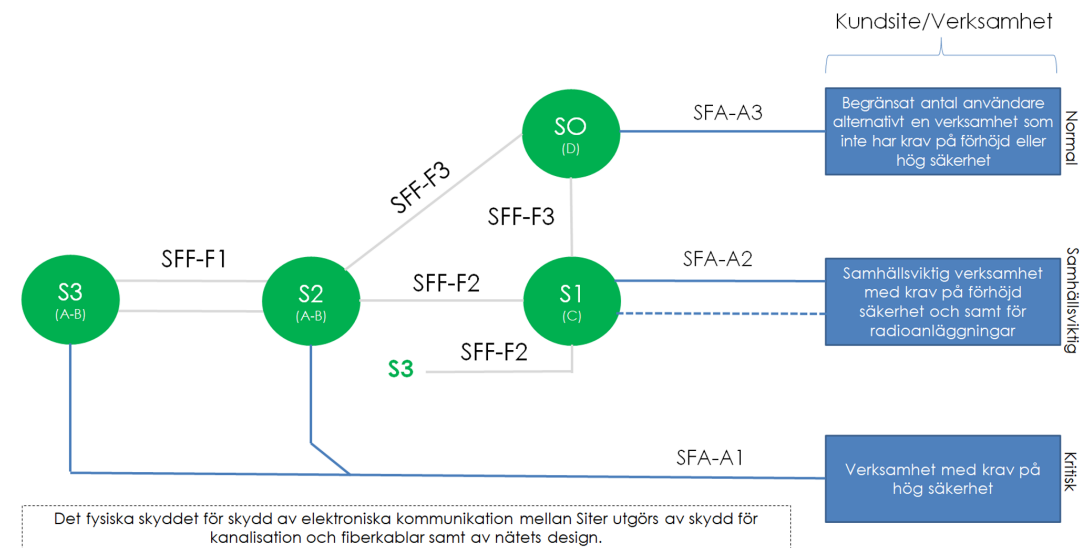 Kundsite/Verksamhet
SFA-A3
Begränsat antal användare
alternativt en verksamhet som
inte har krav på förhöjd eller
hög säkerhet
Normal
SO
(D)
SFF-F3
SFF-F3
SFF-F1
S3
(A-B)
S2
(A-B)
SFF-F2
S1
(C)
SFA-A2
Samhällsviktig verksamhet
med krav på förhöjd
säkerhet och samt för
radioanläggningar
Samhällsviktig
S3
SFF-F2
SFA-A1
Verksamhet med krav på
hög säkerhet
Kritisk
Det fysiska skyddet för skydd av elektroniska kommunikation mellan Siter utgörs av skydd för
kanalisation och fiberkablar samt av nätets design.